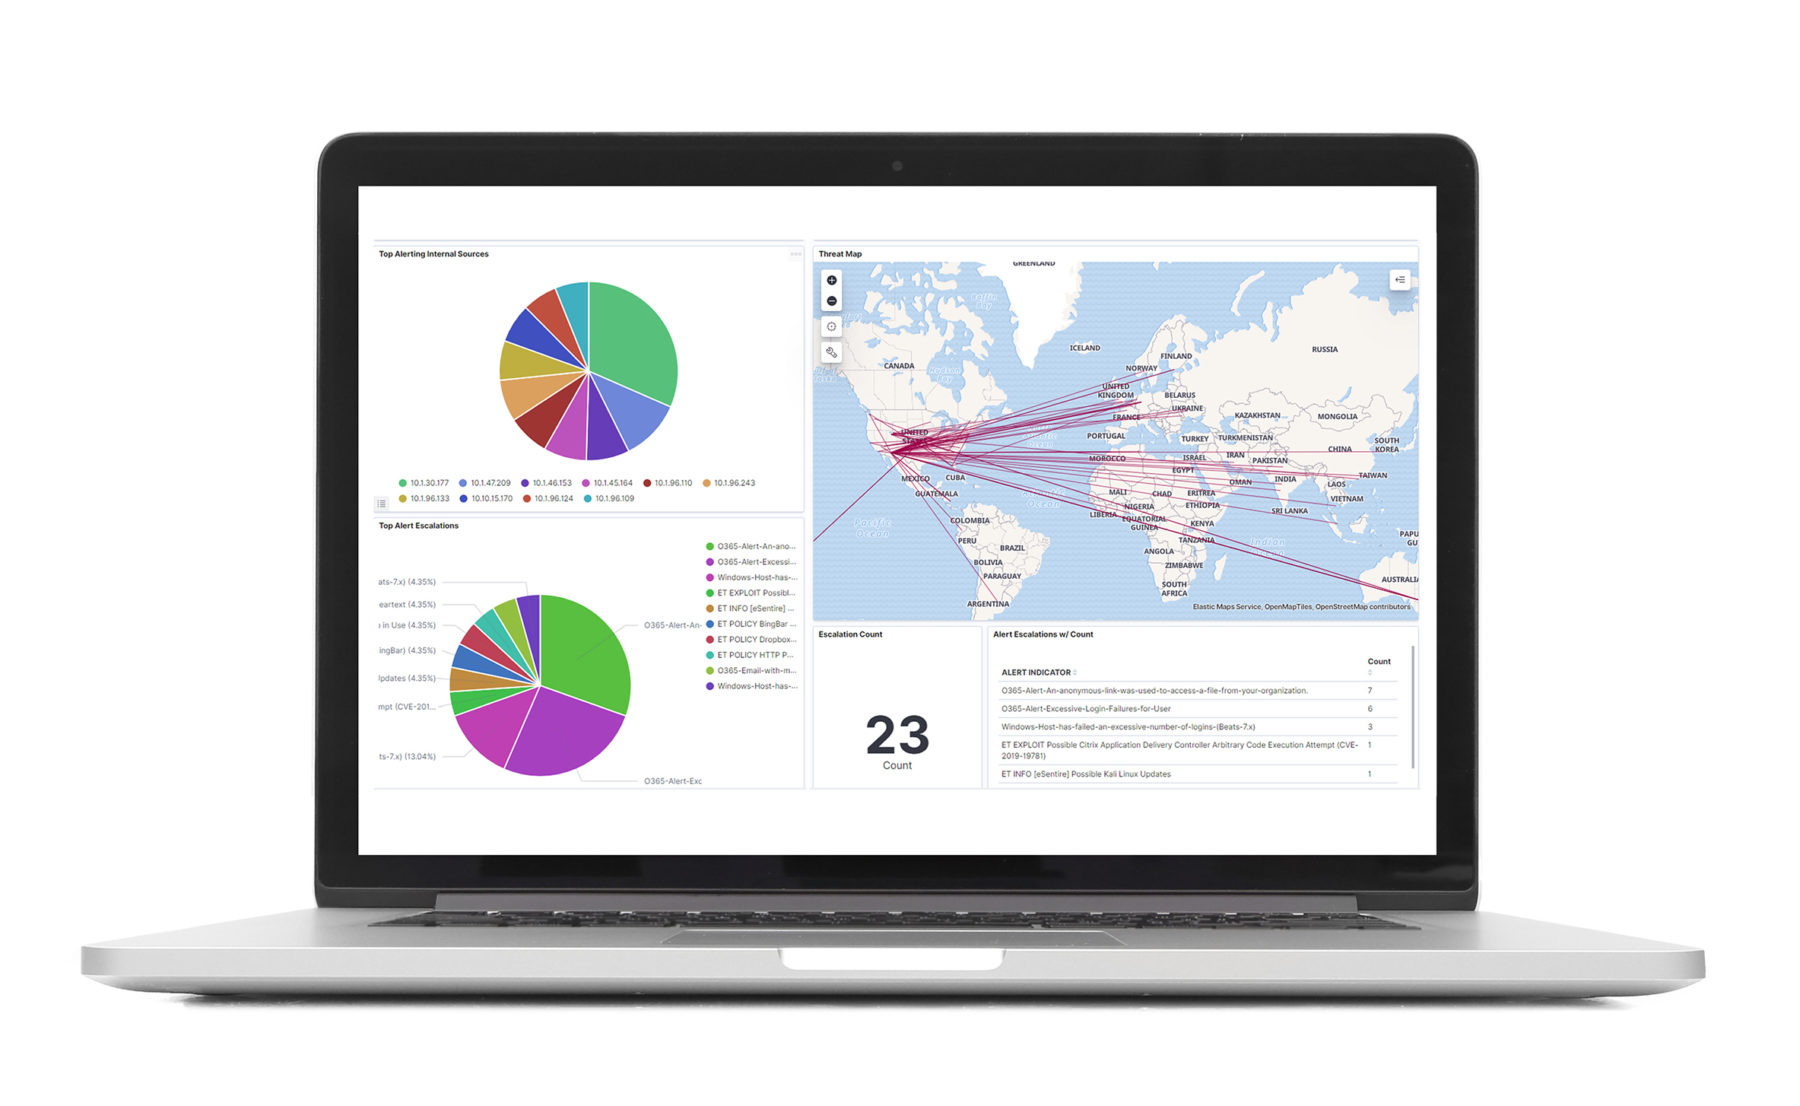 Top Alerting Internal Sources
10.1.30.177
10.1.47.209
10.1.46.153
10.1.45.164
10.1.96.110
10.1.96.243
10.1.96.133
10.10.15.170
10.1.96.124
10.1.96.109
Top Alert Escalations
O365-Alert-An-ano...
O365-Alert-Excessi...
Windows-Host-has-...
ET EXPLOIT Possibl...
ET INFO [eSentire] ...
ET POLICY BingBar ...
ET POLICY Dropbox...
ET POLICY HTTP P...
O365-Email-with-m...
Windows-Host-has-...
ats-7.x) (4.35%)
eartext (4.35%)
in Use (4.35%)
ingBar) (4.35%)
Updates (4.35%)
mpt (CVE-201...
ts-7.x) (13.04%)
O365-Alert-An-
O365-Alert-Exc
Threat Map
GREENLAND
Baffin
Bay
ICELAND
FINLAND
RUSSIA
CANADA
Hudson
Bay
NORWAY
UNITED
KINGDOM
BELARUS
UKRAINE
FRANCE
KAZAKHSTAN
MONGOLIA
UNITED
STATES
PORTUGAL
TURKEY
TURKMENISTAN
SOUTH
KOREA
CHINA
MOROCCO
ISRAEL
IRAN
PAKISTAN
EGYPT
MEXICO
CUBA
OMAN
INDIA
TAIWAN
LAOS
GUATEMALA
MALI
CHAD
ERITREA
VIETNAM
Ocean
NIGERIA
ETHIOPIA
SRI LANKA
LIBERIA
EQUATORIAL
GUINEA
KENYA
COLOMBIA
Pacific
Ocean
PERU
BRAZIL
TANZANIA
Indian
PAPU
GU
ANGOLA
BOLIVIA
ZIMBABWE
PARAGUAY
SOUTH
AFRICA
AUSTRALIA
ARGENTINA
Elastic Maps Service, OpenMapTiles, OpenStreetMap contributors
Escalation Count
23
Count
Alert Escalations w/ Count
ALERT INDICATOR
Count
O365-Alert-An-anonymous-link-was-used-to-access-a-file-from-your-organization.
7
O365-Alert-Excessive-Login-Failures-for-User
6
Windows-Host-has-failed-an-excessive-number-of-logins-(Beats-7.x)
3
ET EXPLOIT Possible Citrix Application Delivery Controller Arbitrary Code Execution Attempt (CVE-
2019-19781)
1
ET INFO [eSentire] Possible Kali Linux Updates
1